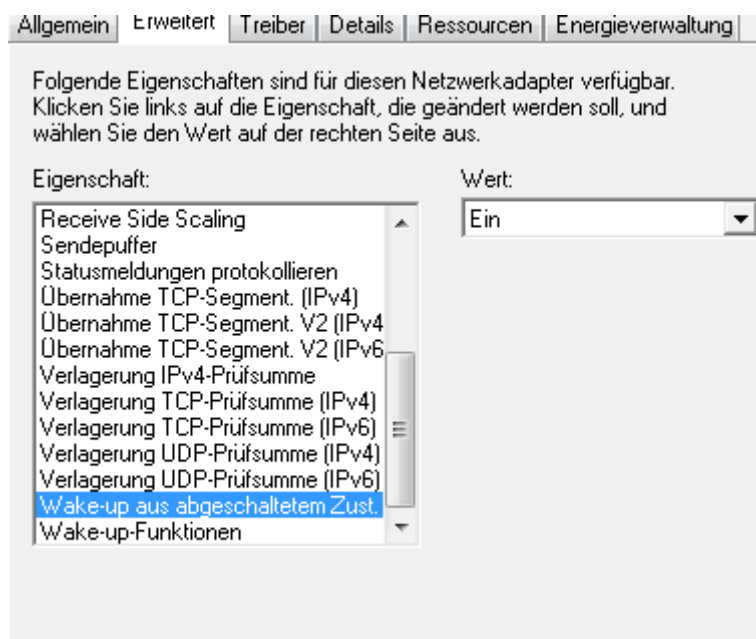 Allgemein Erweitert Treiber Details Ressourcen Energieverwaltung
Folgende Eigenschaften sind für diesen Netzwerkadapter verfügbar.
Klicken Sie links auf die Eigenschaft, die geändert werden soll, und
wählen Sie den Wert auf der rechten Seite aus.
Eigenschaft:
Wert:
Receive Side Scaling
Sendepuffer
Statusmeldungen protokollieren
Übernahme TCP-Segment. (IPv4)
Übernahme TCP-Segment. V2 (IPv4
Übernahme TCP-Segment. V2 (IPv6
Verlagerung IPv4-Prüfsumme
Verlagerung TCP-Prüfsumme (IPv4)
Verlagerung TCP-Prüfsumme (IPv6)
Verlagerung UDP-Prüfsumme (IPv4)
Verlagerung UDP-Prüfsumme (IPv6)
Wake-up aus abgeschaltetem Zust.
Wake-up-Funktionen
Ein